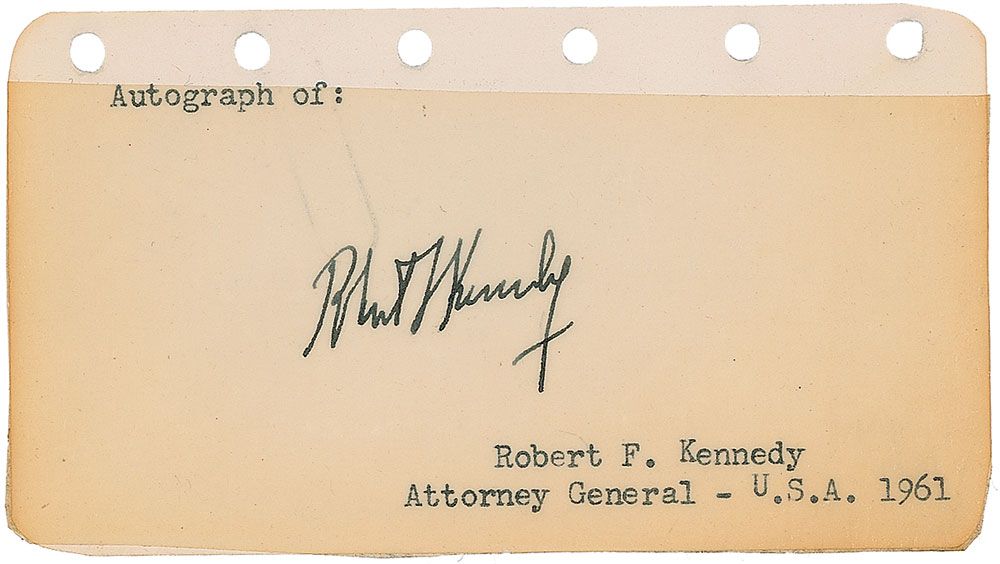 Autograph of:
Robert F Kennedy
Robert F. Kennedy
Attorney General - U.S.A. 1961